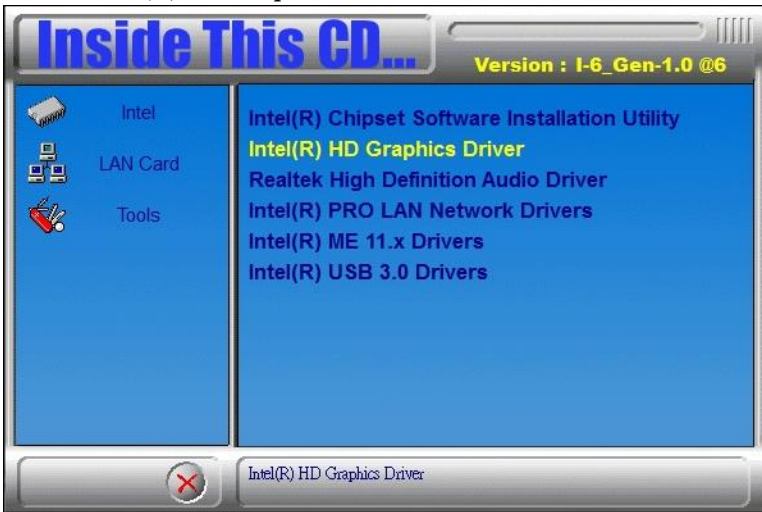 Inside This CD...
Version : I-6_Gen-1.0 @6
Intel
LAN Card
Tools
Intel(R) Chipset Software Installation Utility
Intel(R) HD Graphics Driver
Realtek High Definition Audio Driver
Intel(R) PRO LAN Network Drivers
Intel(R) ME 11.x Drivers
Intel(R) USB 3.0 Drivers
Intel(R) HD Graphics Driver